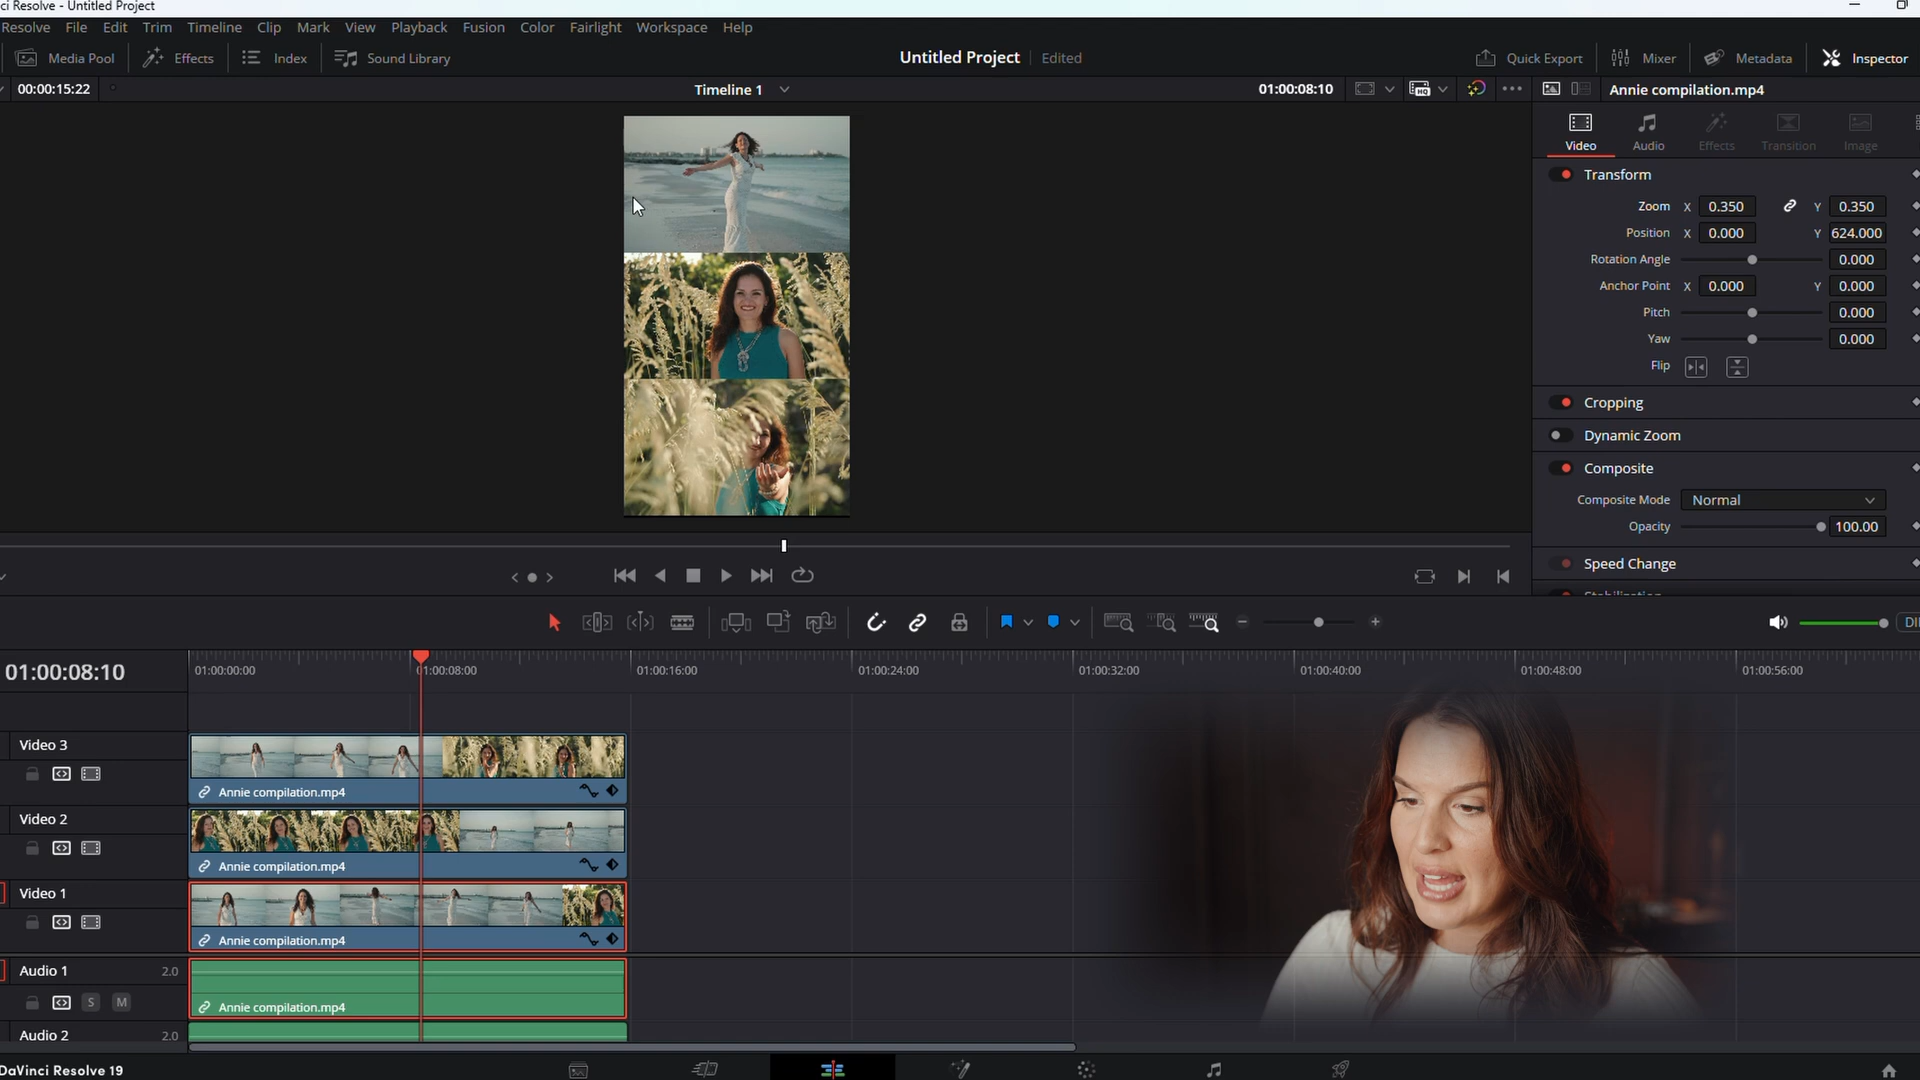 ci Resolve - Untitled Project
Resolve File Edit Trim Timeline Clip Mark View Playback Fusion Color Fairlight Workspace Help
Media Pool Effects Index Sound Library Untitled Project Edited Quick Export Mixer Metadata Inspector
00:00:15:22 Timeline 1 01:00:08:10 Annie compilation.mp4
Video Audio Effects Transition Image
Transform
Zoom X 0.350 Y 0.350
Position X 0.000 Y 624.000
Rotation Angle 0.000
Anchor Point X 0.000 Y 0.000
Pitch 0.000
Yaw 0.000
Flip
Cropping
Dynamic Zoom
Composite
Composite Mode Normal
Opacity 100.00
Speed Change
DI
01:00:08:10 01:00:00:00 01:00:08:00 01:00:16:00 01:00:24:00 01:00:32:00 01:00:40:00 01:00:48:00 01:00:56:00
Video 3
Annie compilation.mp4
Video 2
Annie compilation.mp4
Video 1
Annie compilation.mp4
Audio 1 2.0
S M
Annie compilation.mp4
Audio 2 2.0
DaVinci Resolve 19